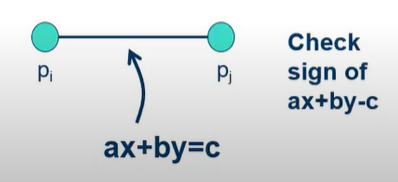 pi
pj
ax+by=c
Check
sign of
ax+by-c